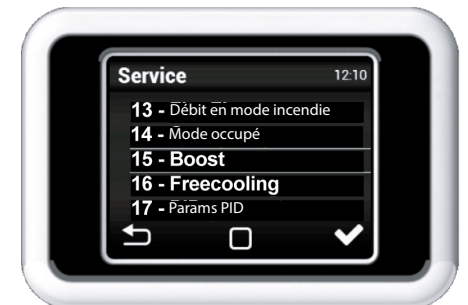 Service 12:10
13 - Débit en mode incendie
14 - Mode occupé
15 - Boost
16 - Freecooling
17 - Params PID